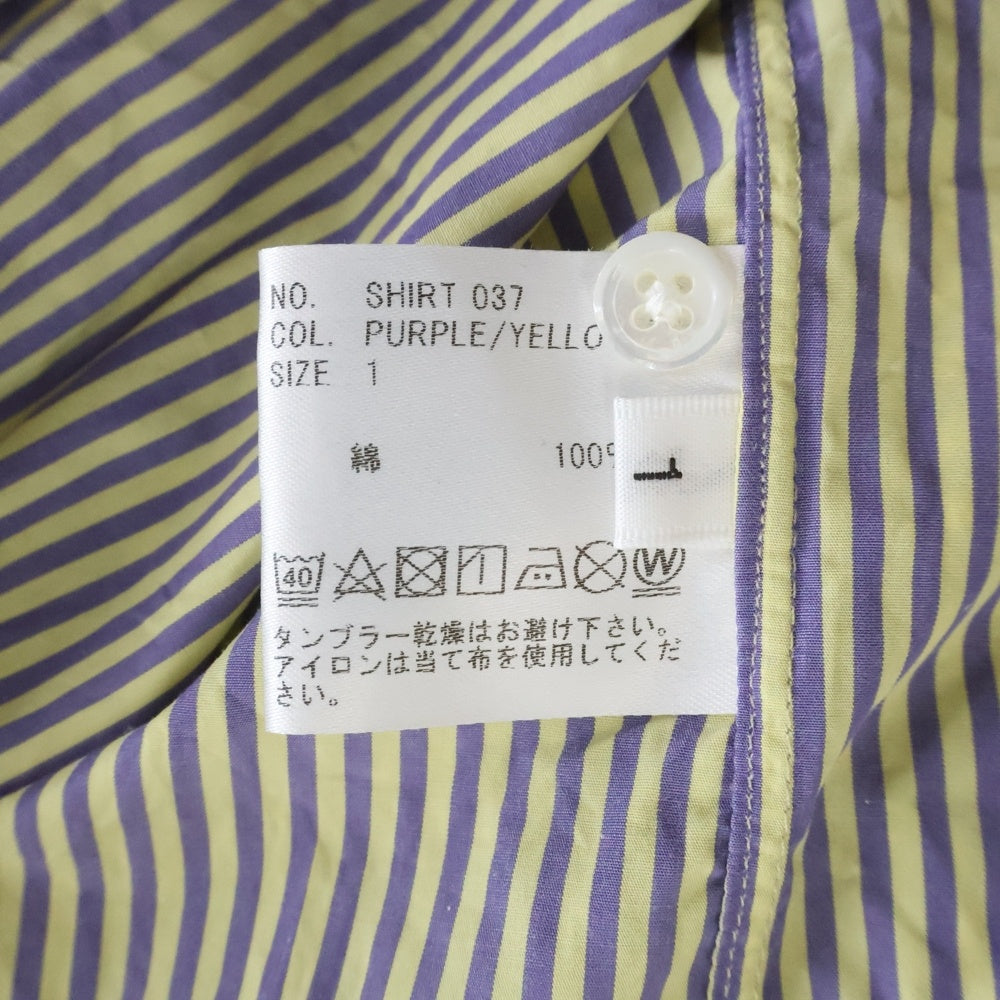 NO. SHIRT 037
COL. PURPLE/YELLO
SIZE 1
綿 100%
1
40
W
タンブラー乾燥はお避け下さい。
アイロンは当て布を使用してくだ
さい。